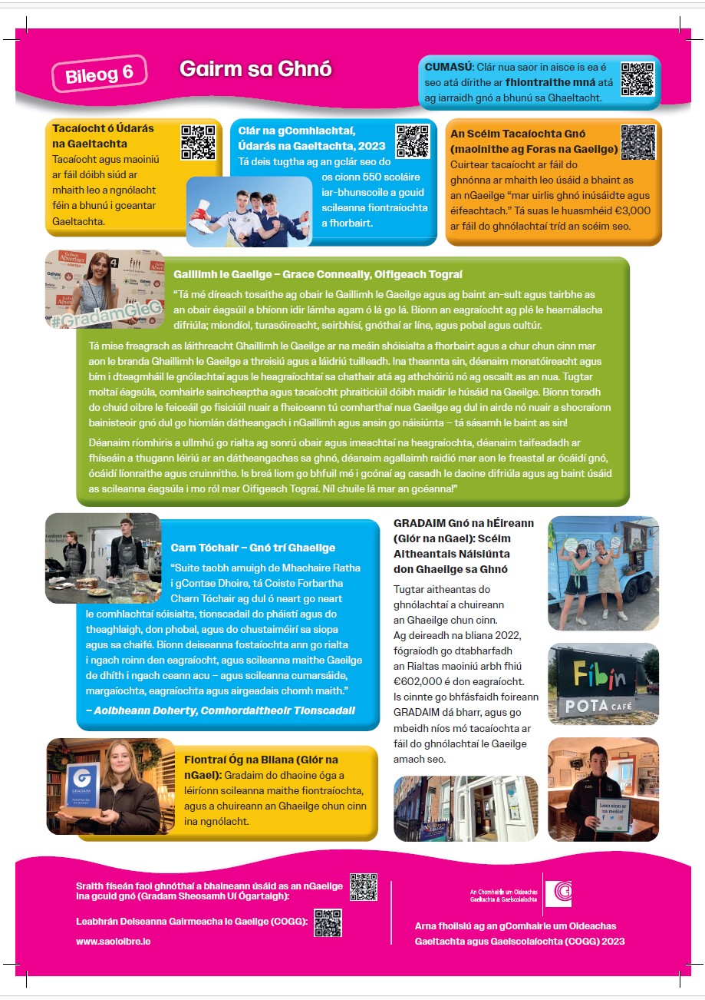 Bileog 6
Gairm sa Ghnó
CUMASÚ: Clár nua saor in aisce is ea é
seo atá dírithe ar fhiontraithe mná atá
ag iarraidh gnó a bhunú sa Ghaeltacht.
Tacaíocht ó Údarás
na Gaeltachta
Tacaíocht agus maoiniú
ar fáil dóibh siúd ar
mhaith leo a ngnólacht
féin a bhunú i gceantar
Gaeltachta.
Clár na gComhlachtaí,
Údarás na Gaeltachta, 2023
Tá deis tugtha ag an gclár seo do
os cionn 550 scoláire
iar-bhunscoile a gcuid
scileanna fiontraíochta
a fhorbairt.
An Scéim Tacaíochta Gnó
(maoinithe ag Foras na Gaeilge)
Cuirtear tacaíocht ar fáil do
ghnónna ar mhaith leo úsáid a bhaint as
an nGaeilge “mar uirlis ghnó inúsáidte agus
éifeachtach.” Tá suas le huasmhéid €3,000
ar fáil do ghnólachtaí tríd an scéim seo.
#GradamGleG
Gaillimh le Gaeilge – Grace Conneally, Oifigeach Tograí
“Tá mé díreach tosaithe ag obair le Gaillimh le Gaeilge agus ag baint an-sult agus tairbhe as
an obair éagsúil a bhíonn idir lámha agam ó lá go lá. Bíonn an eagraíocht ag plé le hearnálacha
difriúla; miondíol, turasóireacht, seirbhísí, gnóthaí ar líne, agus pobal agus cultúr.
Tá mise freagrach as láithreacht Ghaillimh le Gaeilge ar na meáin shóisialta a fhorbairt agus a chur chun cinn mar
aon le branda Ghaillimh le Gaeilge a threisiú agus a láidriú tuilleadh. Ina theannta sin, déanaim monatóireacht agus
bím i dteagmháil le gnólachtaí agus le heagraíochtaí sa chathair atá ag athchóiriú nó ag oscailt as an nua. Tugtar
moltaí éagsúla, comhairle saincheaptha agus tacaíocht phraiticiúil dóibh maidir le húsáid na Gaeilge. Bíonn toradh
do chuid oibre le feiceáil go fisiciúil nuair a fheiceann tú comharthaí nua Gaeilge ag dul in airde nó nuair a shocraíonn
bainisteoir gnó dul go hiomlán dátheangach i nGaillimh agus ansin go náisiúnta – tá sásamh le baint as sin!
Déanaim ríomhiris a ullmhú go rialta ag sonrú obair agus imeachtaí na heagraíochta, déanaim taifeadadh ar
fhíseáin a thugann léiriú ar an dátheangachas sa ghnó, déanaim agallaimh raidió mar aon le freastal ar ócáidí gnó,
ócáidí líonraithe agus cruinnithe. Is breá liom go bhfuil mé i gcónaí ag casadh le daoine difriúla agus ag baint úsáid
as scileanna éagsúla i mo ról mar Oifigeach Tograí. Níl chuile lá mar an gcéanna!”
Carn Tóchair – Gnó trí Ghaeilge
“Suite taobh amuigh de Mhachaire Ratha
i gContae Dhoire, tá Coiste Forbartha
Charn Tóchair ag dul ó neart go neart
le comhlachtaí sóisialta, tionscadail do pháistí agus do
theaghlaigh, don phobal, agus do chustaiméirí sa siopa
agus sa chaifé. Bíonn deiseanna fostaíochta ann go rialta
i ngach roinn den eagraíocht, agus scileanna maithe Gaeilge
de dhíth i ngach ceann acu – agus scileanna cumarsáide,
margaíochta, eagraíochta agus airgeadais chomh maith.”
– Aoibheann Doherty, Comhordaitheoir Tionscadail
GRADAIM Gnó na hÉireann
(Glór na nGael): Scéim
Aitheantais Náisiúnta
don Ghaeilge sa Ghnó
Tugtar aitheantas do
ghnólachtaí a chuireann
an Ghaeilge chun cinn.
Ag deireadh na bliana 2022,
fógraíodh go dtabharfadh
an Rialtas maoiniú arbh fhiú
€602,000 é don eagraíocht.
Is cinnte go bhfásfaidh foireann
GRADAIM dá bharr, agus go
mbeidh níos mó tacaíochta ar
fáil do ghnólachtaí le Gaeilge
amach seo.
Fíbín
POTA CAFÉ
Fiontraí Óg na Bliana (Glór na
nGael): Gradaim do dhaoine óga a
léiríonn scileanna maithe fiontraíochta,
agus a chuireann an Ghaeilge chun cinn
ina ngnólacht.
GRADAIM
Lean sinn ar
na meáin!
Sraith físeán faoi ghnóthaí a bhaineann úsáid as an nGaeilge
ina gcuid gnó (Gradam Sheosamh Uí Ógartaigh):
Leabhrán Deiseanna Gairmeacha le Gaeilge (COGG):
www.saoloibre.ie
An Chomhairle um Oideachas
Gaeltachta & Gaelscolaíochta
Arna fhoilsiú ag an gComhairle um Oideachas
Gaeltachta agus Gaelscolaíochta (COGG) 2023